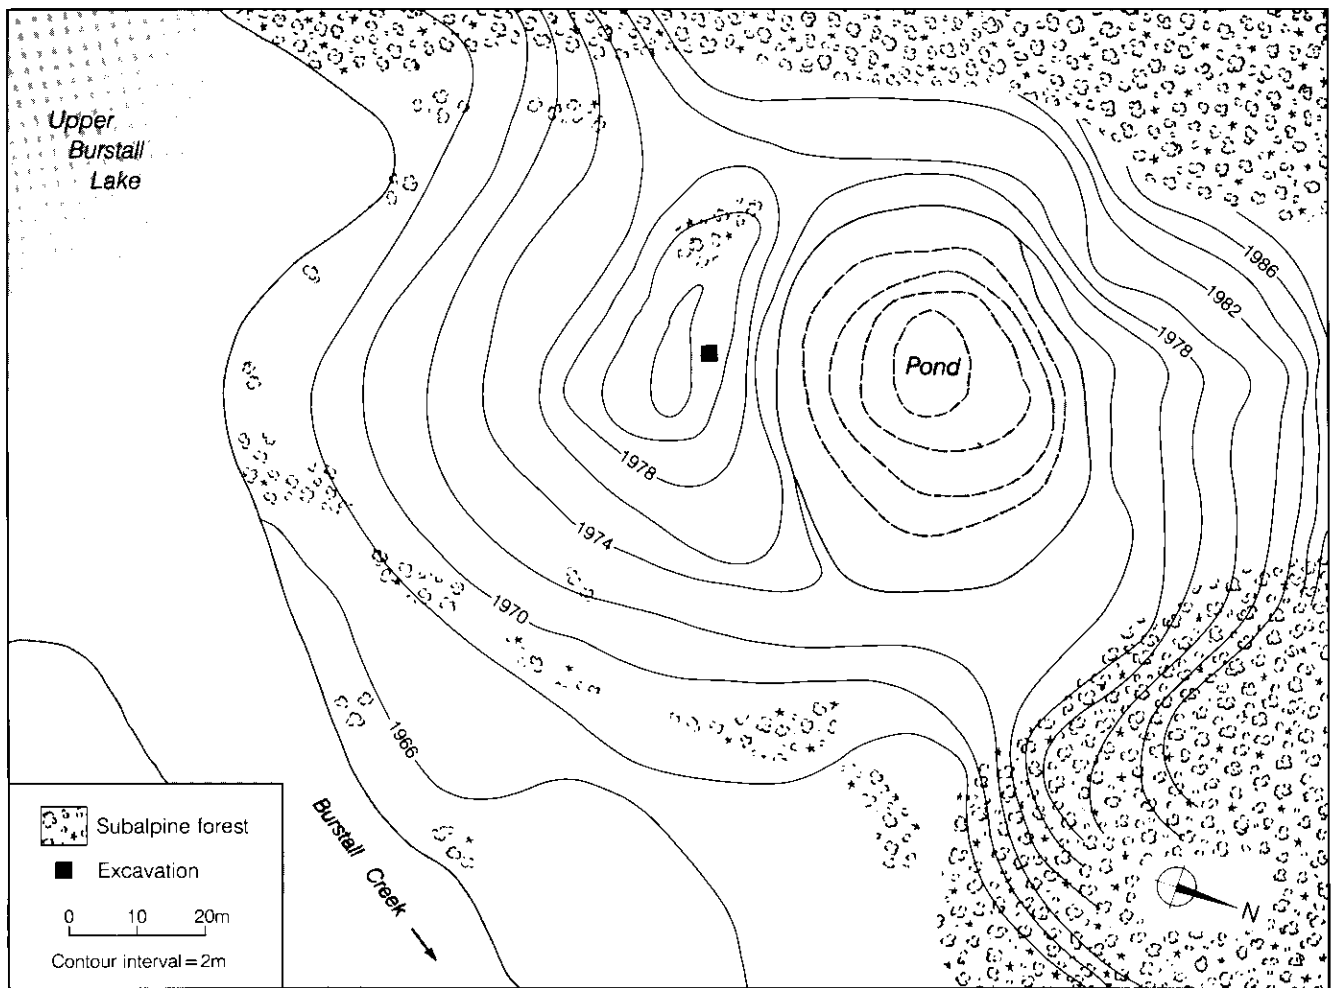 Upper
Burstall
Lake
1986
1982
1978
Pond
1978
1974
1970
1966
Burstall Creek
Subalpine forest
Excavation
0 10 20m
Contour interval = 2m
N